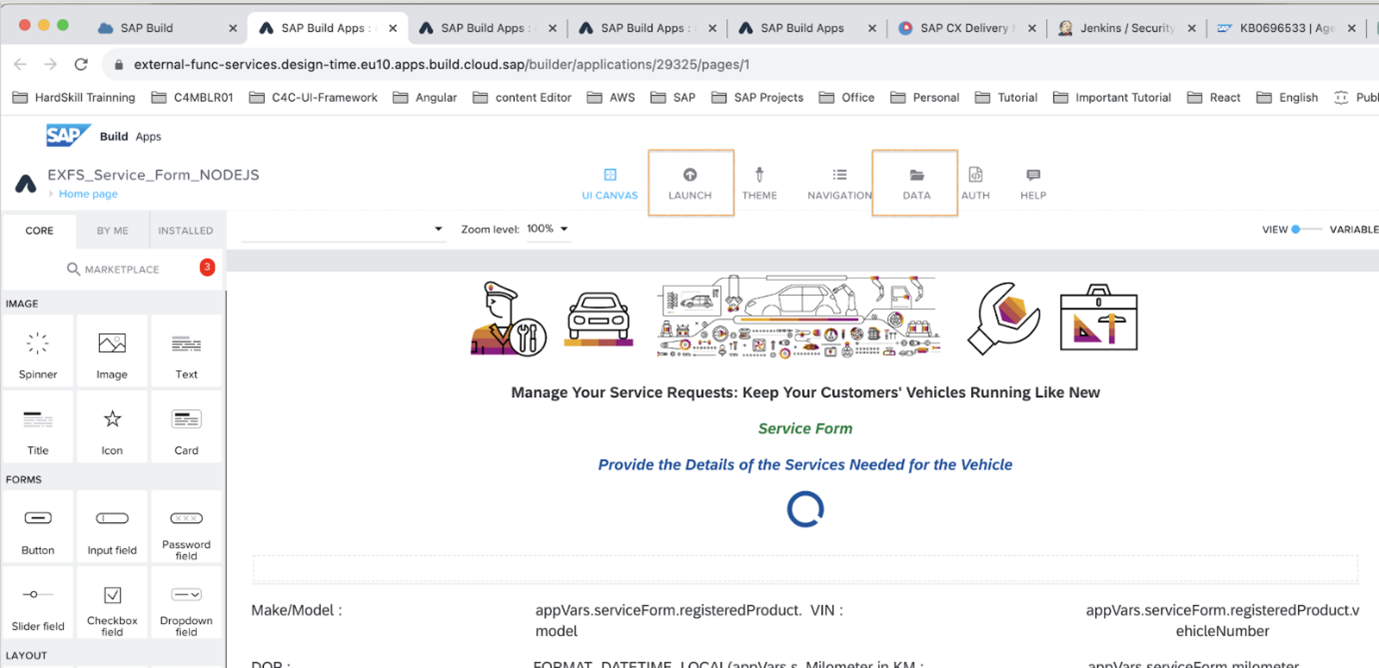 SAP Build
SAP Build Apps :
SAP Build Apps :
SAP Build Apps :
SAP Build Apps
SAP CX Delivery
Jenkins / Security
KB0696533 | Age
external-func-services.design-time.eu10.apps.build.cloud.sap/builder/applications/29325/pages/1
HardSkill Trainning C4MBLR01 C4C-UI-Framework Angular content Editor AWS SAP SAP Projects Office Personal Tutorial Important Tutorial React English Publ
SAP Build Apps
EXFS_Service_Form_NODEJS
Home page
UI CANVAS LAUNCH THEME NAVIGATION DATA AUTH HELP
CORE BY ME INSTALLED
Zoom level: 100%
VIEW VARIABLE
MARKETPLACE 3
IMAGE
Spinner Image Text
Title Icon Card
FORMS
Button Input field Password
field
Slider field Checkbox
field
Dropdown
field
LAYOUT
Manage Your Service Requests: Keep Your Customers' Vehicles Running Like New
Service Form
Provide the Details of the Services Needed for the Vehicle
Make/Model : appVars.serviceForm.registeredProduct. VIN : appVars.serviceForm.registeredProduct.v
model ehicleNumber
DOR : FORMAT_DATETIME_LOCAL(appVars.s Milometer in KM : appVars.serviceForm.milometer